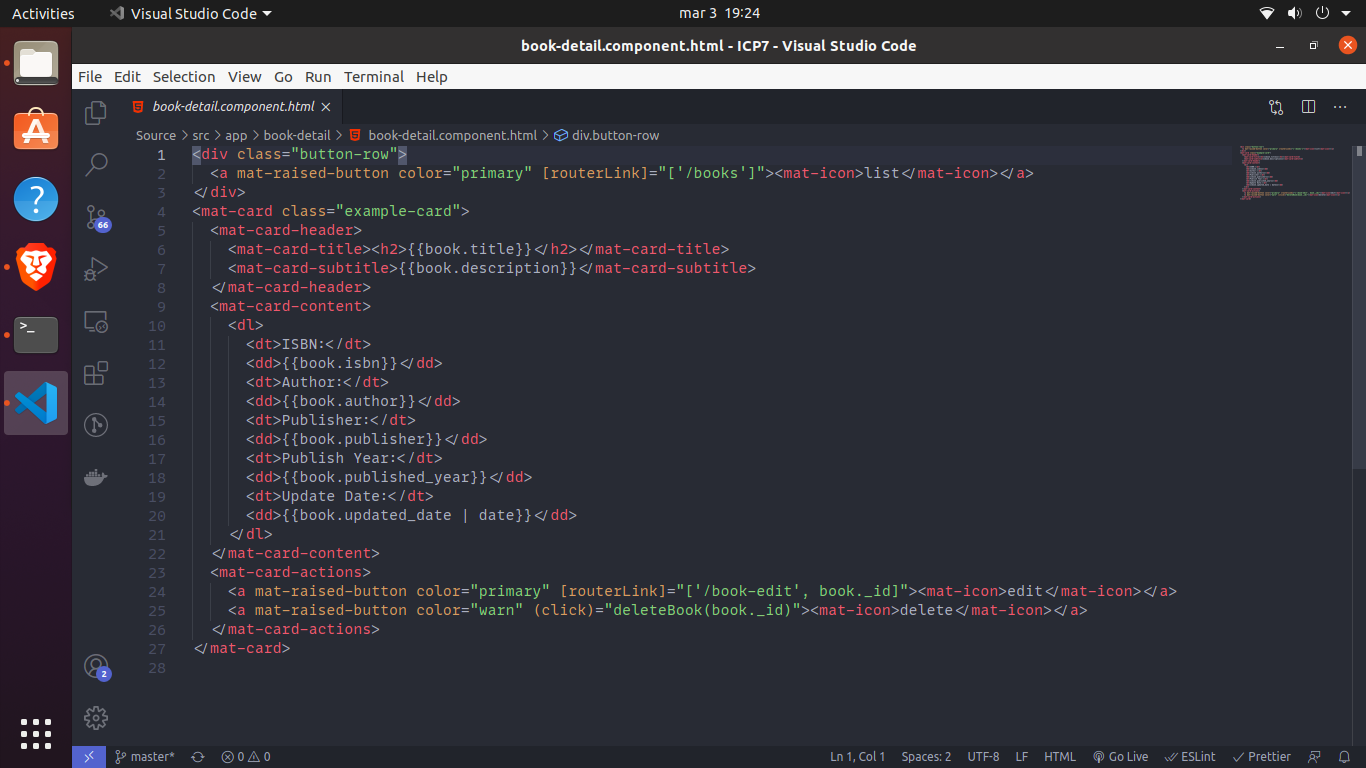 Activities Visual Studio Code mar 3 19:24
book-detail.component.html - ICP7 - Visual Studio Code
File Edit Selection View Go Run Terminal Help
book-detail.component.html
Source > src > app > book-detail > book-detail.component.html > div.button-row
1 <div class="button-row">
2 <a mat-raised-button color="primary" [routerLink]="['/books']"><mat-icon>list</mat-icon></a>
3 </div>
4 <mat-card class="example-card">
5 <mat-card-header>
6 <mat-card-title><h2>{{book.title}}</h2></mat-card-title>
7 <mat-card-subtitle>{{book.description}}</mat-card-subtitle>
8 </mat-card-header>
9 <mat-card-content>
10 <dl>
11 <dt>ISBN:</dt>
12 <dd>{{book.isbn}}</dd>
13 <dt>Author:</dt>
14 <dd>{{book.author}}</dd>
15 <dt>Publisher:</dt>
16 <dd>{{book.publisher}}</dd>
17 <dt>Publish Year:</dt>
18 <dd>{{book.published_year}}</dd>
19 <dt>Update Date:</dt>
20 <dd>{{book.updated_date | date}}</dd>
21 </dl>
22 </mat-card-content>
23 <mat-card-actions>
24 <a mat-raised-button color="primary" [routerLink]="['/book-edit', book._id]"><mat-icon>edit</mat-icon></a>
25 <a mat-raised-button color="warn" (click)="deleteBook(book._id)"><mat-icon>delete</mat-icon></a>
26 </mat-card-actions>
27 </mat-card>
28
66
2
master* 0 0 Ln 1, Col 1 Spaces: 2 UTF-8 LF HTML Go Live ESLint Prettier